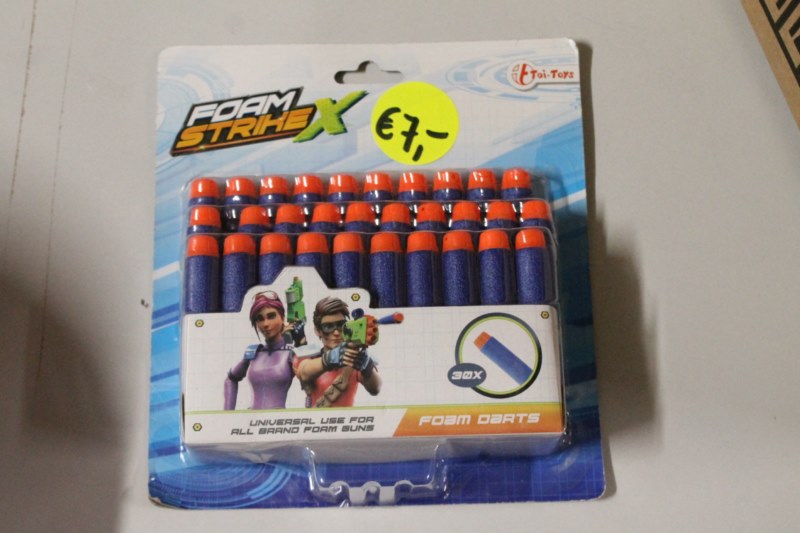 Toi-Toys
FOAM
STRIKE X
€7,-
30X
UNIVERSAL USE FOR
ALL BRAND FOAM GUNS
FOAM DARTS